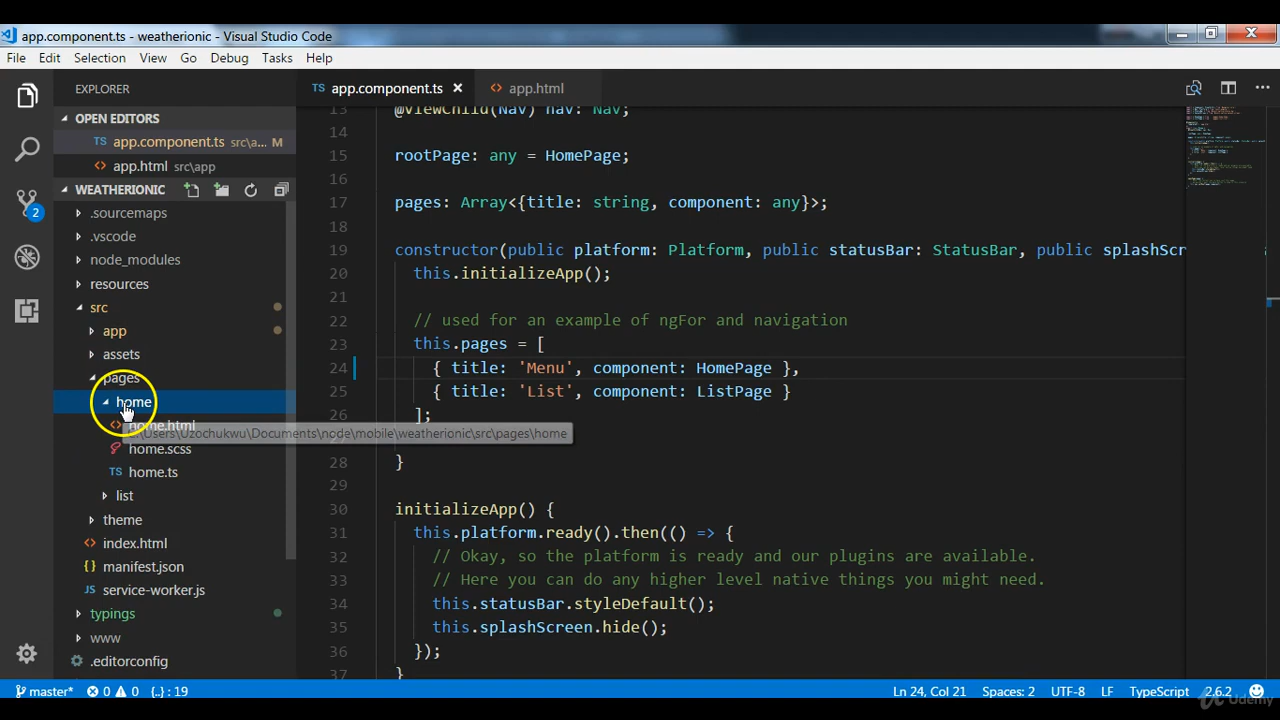 app.component.ts - weatherionic - Visual Studio Code
File Edit Selection View Go Debug Tasks Help
EXPLORER
OPEN EDITORS
TS app.component.ts src\a... M
<> app.html src\app
WEATHERIONIC
.sourcemaps
.vscode
node_modules
resources
src
app
assets
pages
home
<> home.html
home.scss
TS home.ts
list
theme
<> index.html
{} manifest.json
JS service-worker.js
typings
www
.editorconfig
2
TS app.component.ts
<> app.html
13 @ViewChild(Nav) nav: Nav;
14
15 rootPage: any = HomePage;
16
17 pages: Array<{title: string, component: any}>;
18
19 constructor(public platform: Platform, public statusBar: StatusBar, public splashScr
20 this.initializeApp();
21
22 // used for an example of ngFor and navigation
23 this.pages = [
24 { title: 'Menu', component: HomePage },
25 { title: 'List', component: ListPage }
26 ];
\Users\Uzochukwu\Documents\node\mobile\weatherionic\src\pages\home
28 }
29
30 initializeApp() {
31 this.platform.ready().then(() => {
32 // Okay, so the platform is ready and our plugins are available.
33 // Here you can do any higher level native things you might need.
34 this.statusBar.styleDefault();
35 this.splashScreen.hide();
36 });
37 }
master* 0 0 {..} : 19 Ln 24, Col 21 Spaces: 2 UTF-8 LF TypeScript 2.6.2
Udemy